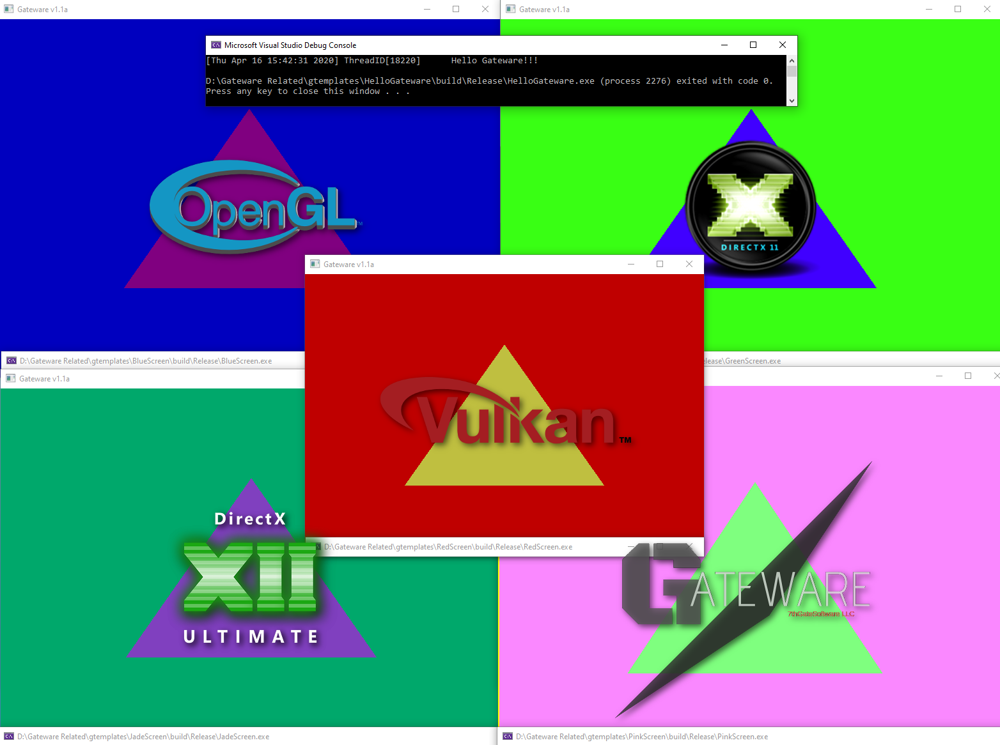 Gateware v1.1a
Gateware v1.1a
Microsoft Visual Studio Debug Console
[Thu Apr 16 15:42:31 2020] ThreadID[18220]      Hello Gateware!!!
D:\Gateware Related\gtemplates\HelloGateware\build\Release\HelloGateware.exe (process 2276) exited with code 0.
Press any key to close this window . . .
OpenGL™
DIRECTX 11
Gateware v1.1a
D:\Gateware Related\gtemplates\BlueScreen\build\Release\BlueScreen.exe
elease\GreenScreen.exe
Gateware v1.1a
Vulkan™
DirectX
XII
ULTIMATE
D:\Gateware Related\gtemplates\RedScreen\build\Release\RedScreen.exe
GATEWARE
7thGateSoftware LLC
D:\Gateware Related\gtemplates\JadeScreen\build\Release\JadeScreen.exe
D:\Gateware Related\gtemplates\PinkScreen\build\Release\PinkScreen.exe